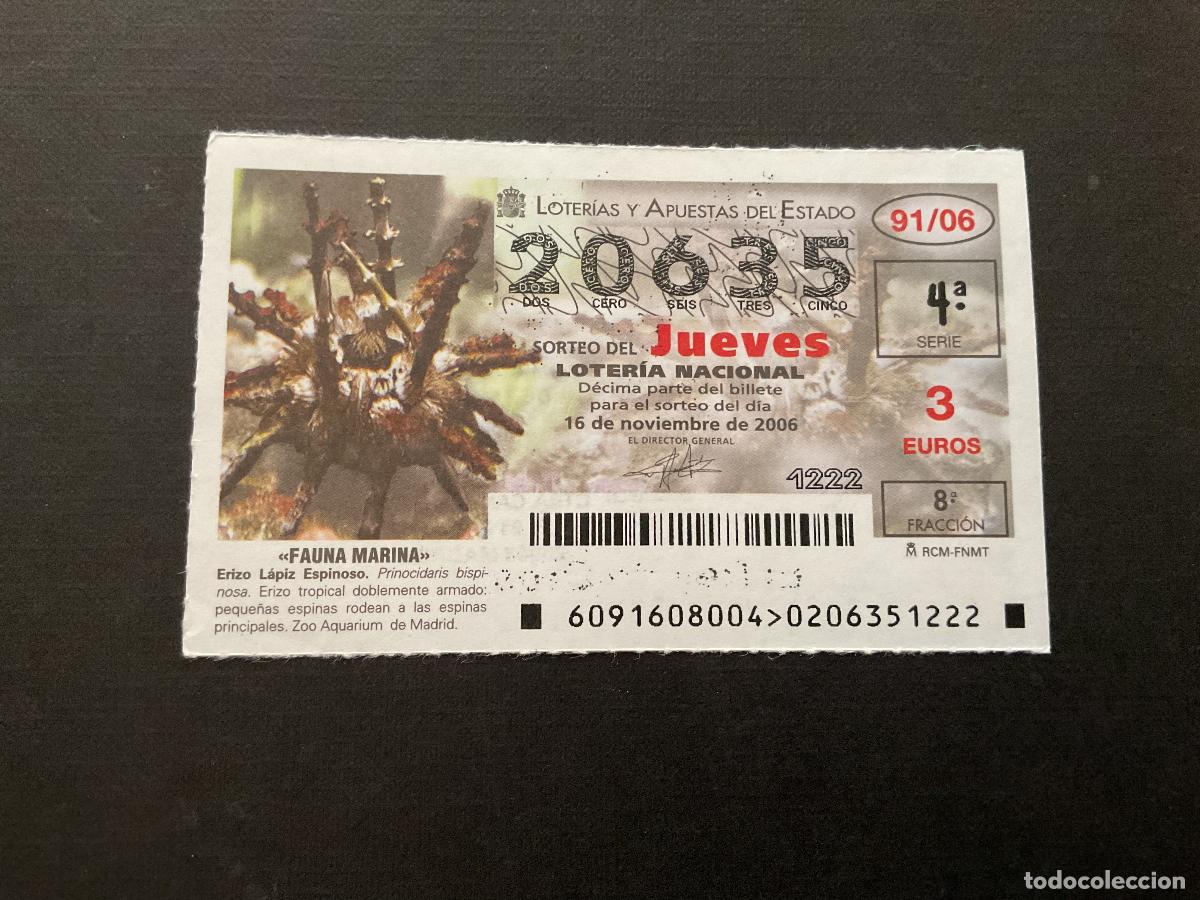 LOTERÍAS Y APUESTAS DEL ESTADO
91/06
20635
DOS CERO SEIS TRES CINCO
4ª
SERIE
SORTEO DEL Jueves
LOTERÍA NACIONAL
Décima parte del billete
para el sorteo del día
16 de noviembre de 2006
EL DIRECTOR GENERAL
3
EUROS
1222
8ª
FRACCIÓN
RCM-FNMT
«FAUNA MARINA»
Erizo Lápiz Espinoso. Prinocidaris bispi-
nosa. Erizo tropical doblemente armado:
pequeñas espinas rodean a las espinas
principales. Zoo Aquarium de Madrid.
6091608004>0206351222
todocoleccion